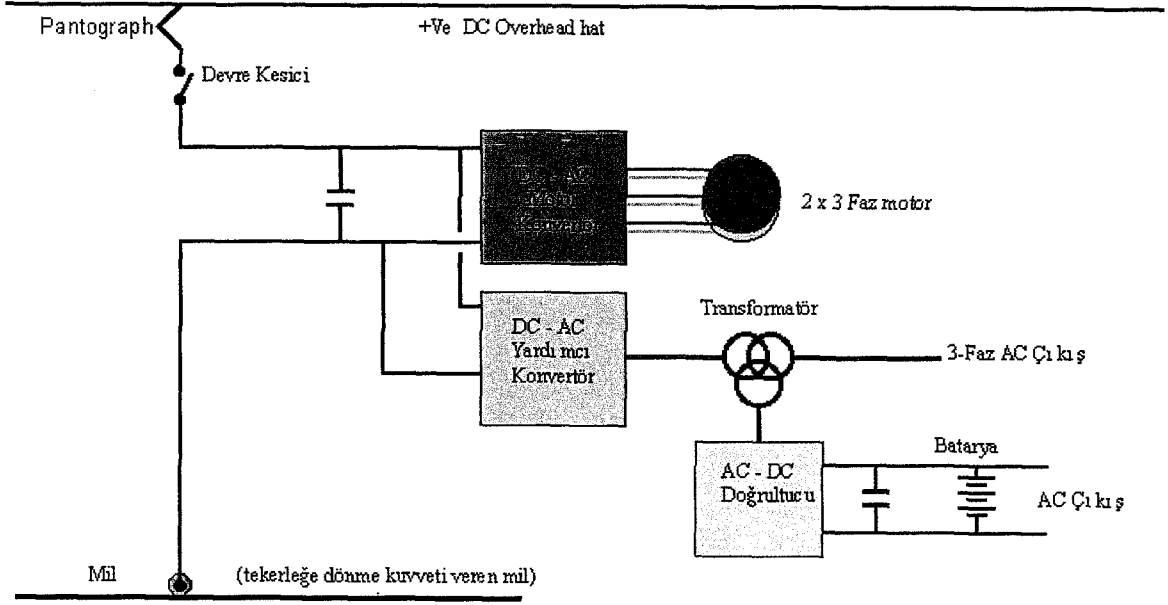 Pantograph
+Ve DC Overhead hat
Devre Kesici
DC - AC
Motor
Konvertör
2 x 3 Faz motor
DC - AC
Yardımcı
Konvertör
Transformatör
3-Faz AC Çıkış
AC - DC
Doğrultucu
Batarya
AC Çıkış
Mil
(tekerleğe dönme kuvveti veren mil)